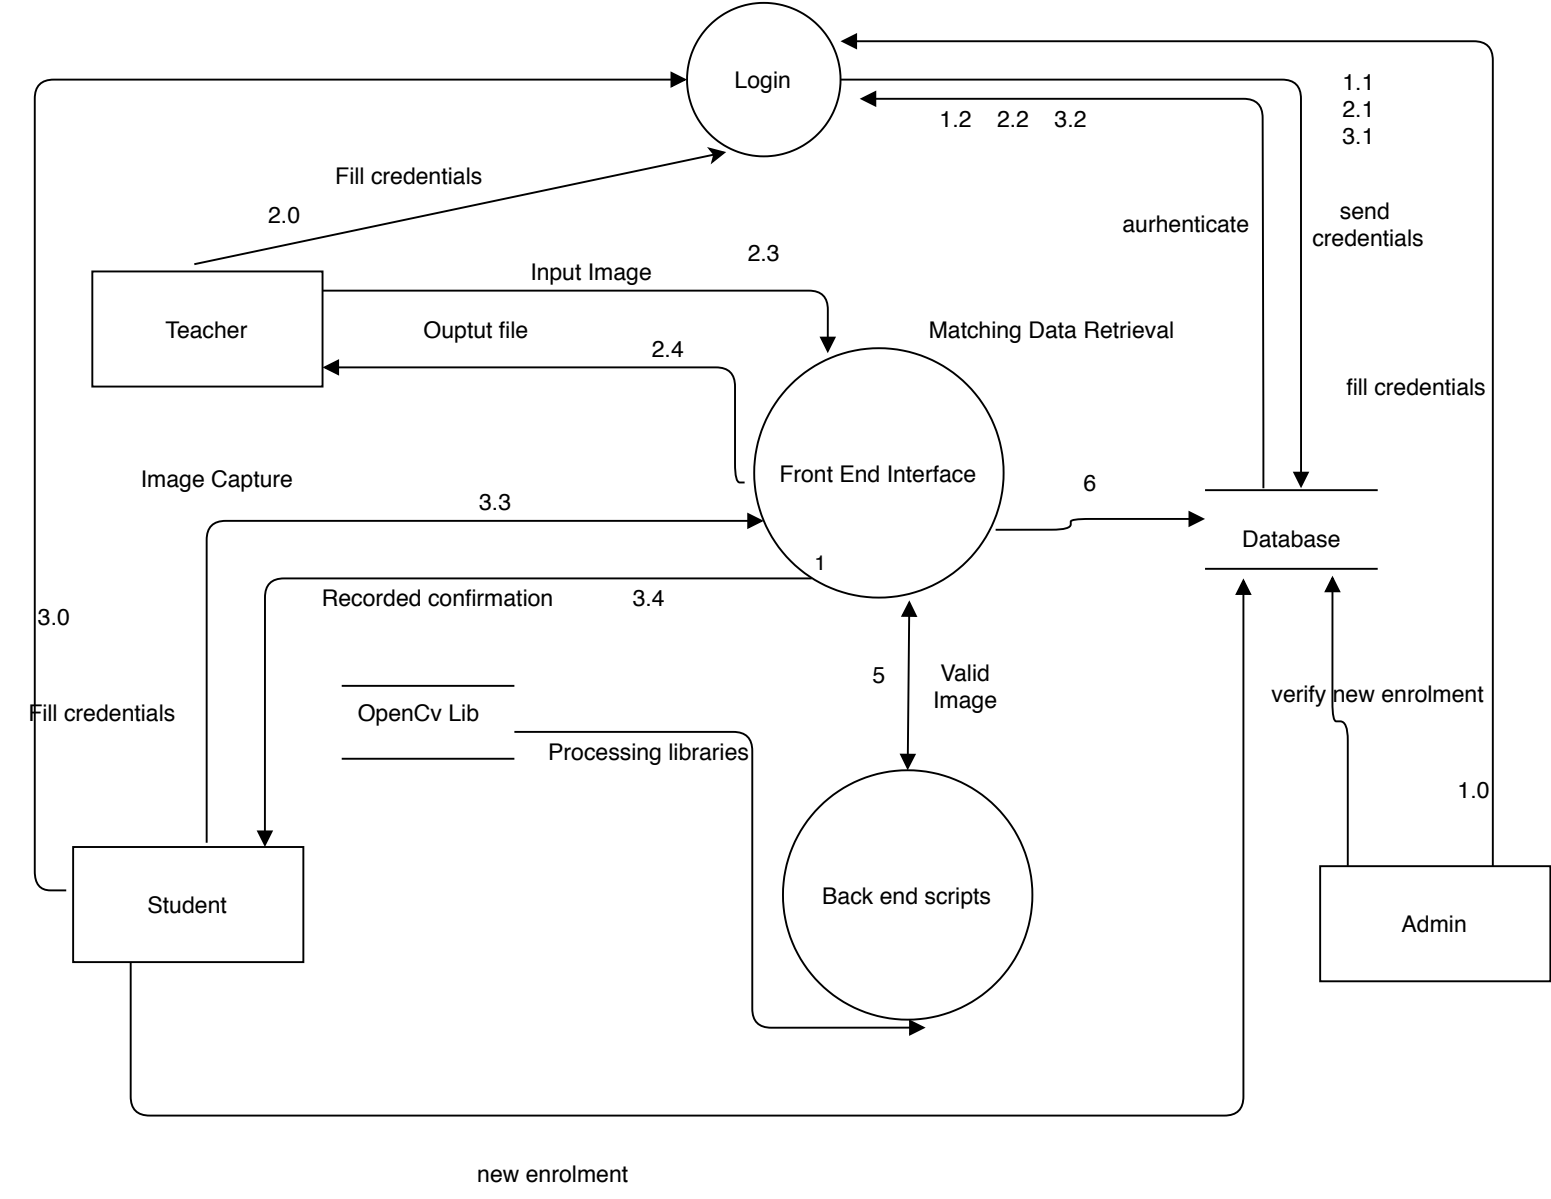 Login
1.1
2.1
3.1
1.2 2.2 3.2
Fill credentials
2.0
send
credentials
aurhenticate
2.3
Input Image
Teacher
Ouptut file
Matching Data Retrieval
2.4
fill credentials
Image Capture
Front End Interface
6
3.3
Database
1
Recorded confirmation
3.4
3.0
5
Valid
Image
verify new enrolment
OpenCv Lib
Fill credentials
Processing libraries
1.0
Back end scripts
Student
Admin
new enrolment